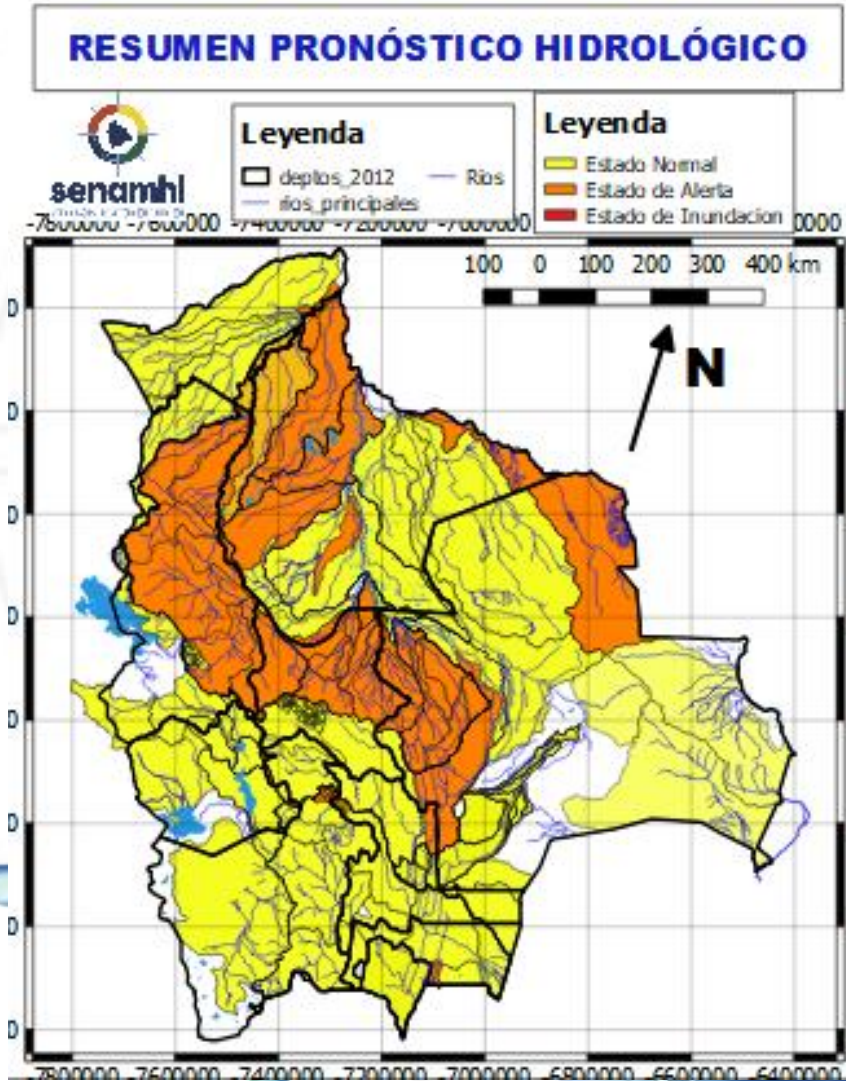 RESUMEN PRONÓSTICO HIDROLÓGICO
senamhi
Leyenda
deptos_2012
Rios
rios_principales
Leyenda
Estado Normal
Estado de Alerta
Estado de Inundacion
-7800000 -7600000 -7400000 -7200000 -7000000
100 0 100 200 300 400 km
N
-7800000 -7600000 -7400000 -7200000 -7000000 -6800000 -6600000 -6400000